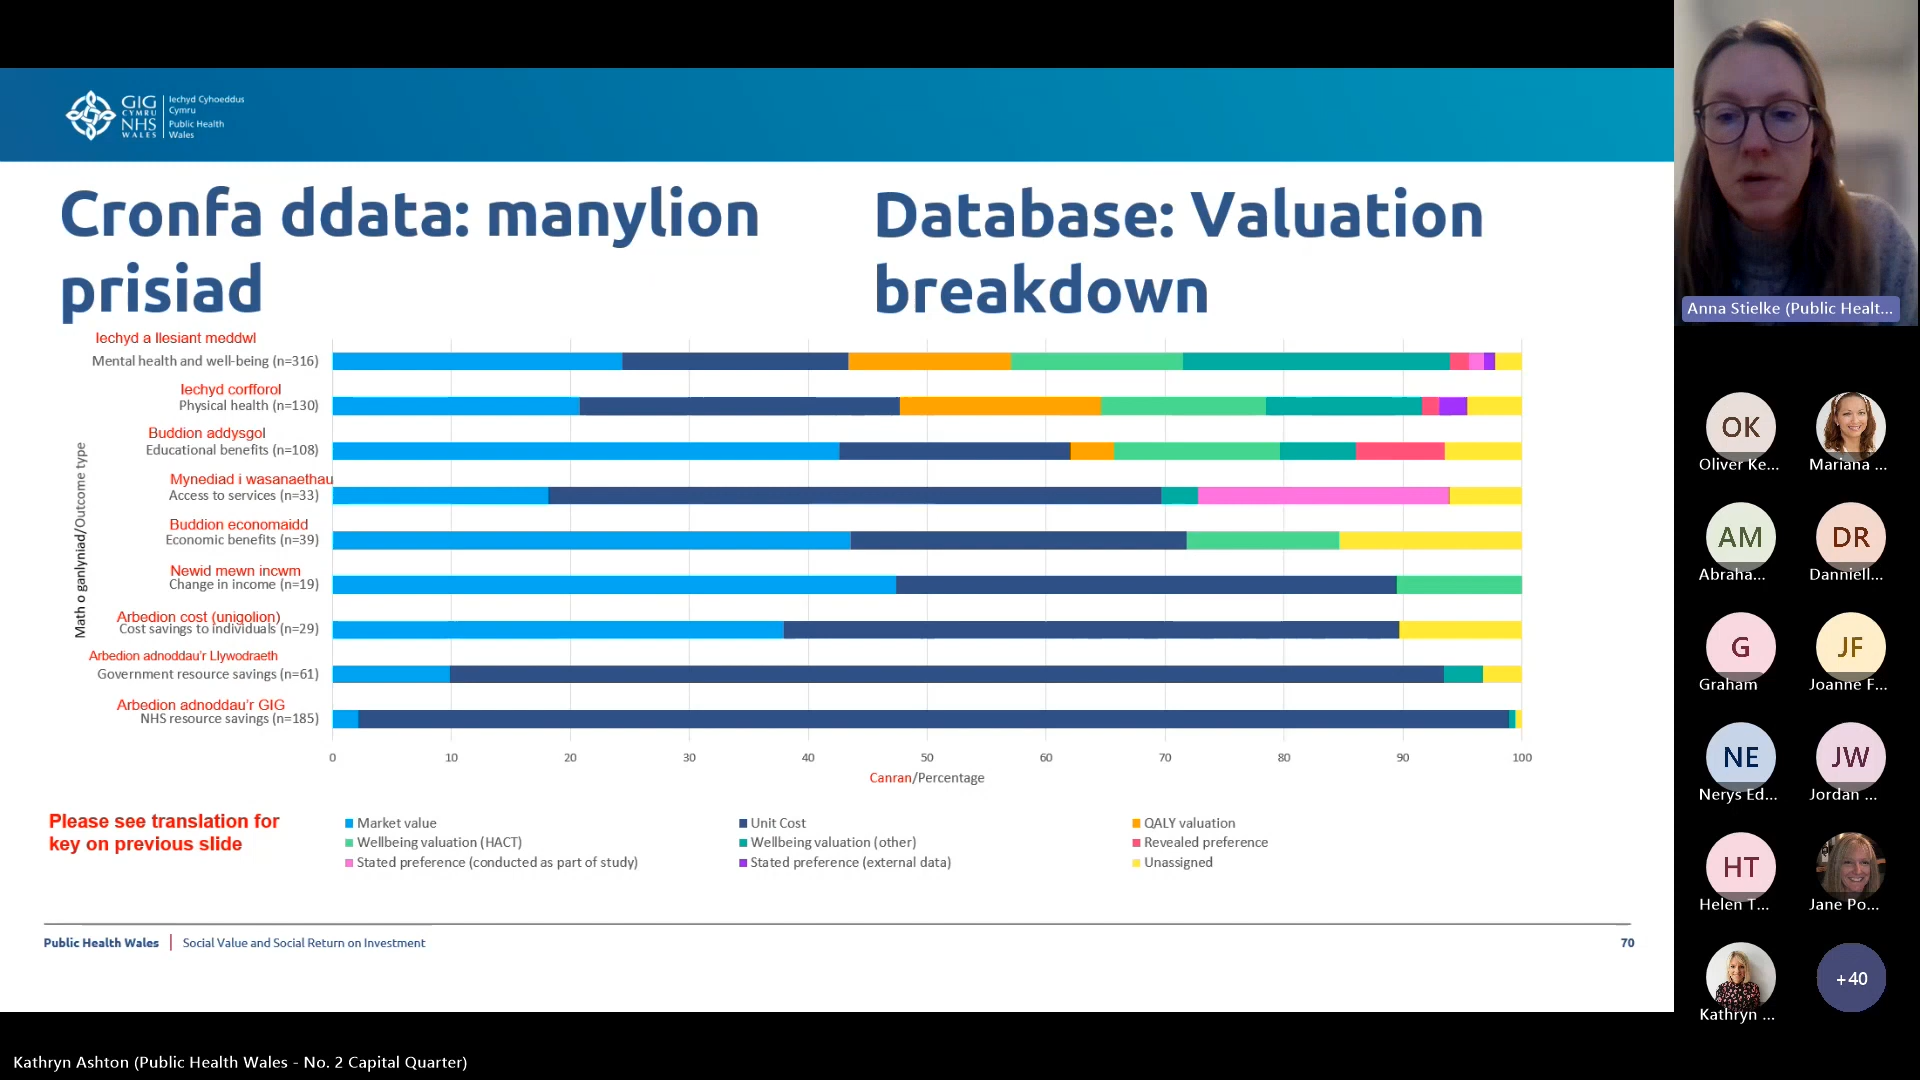 GIG
CYMRU
NHS
WALES
Iechyd Cyhoeddus
Cymru
Public Health
Wales
Cronfa ddata: manylion
prisiad
Database: Valuation
breakdown
Math o ganlyniad/Outcome type
Iechyd a llesiant meddwl
Mental health and well-being (n=316)
Iechyd corfforol
Physical health (n=130)
Buddion addysgol
Educational benefits (n=108)
Mynediad i wasanaethau
Access to services (n=33)
Buddion economaidd
Economic benefits (n=39)
Newid mewn incwm
Change in income (n=19)
Arbedion cost (unigolion)
Cost savings to individuals (n=29)
Arbedion adnoddau'r Llywodraeth
Government resource savings (n=61)
Arbedion adnoddau'r GIG
NHS resource savings (n=185)
0 10 20 30 40 50 60 70 80 90 100
Canran/Percentage
Please see translation for
key on previous slide
Market value
Unit Cost
QALY valuation
Wellbeing valuation (HACT)
Wellbeing valuation (other)
Revealed preference
Stated preference (conducted as part of study)
Stated preference (external data)
Unassigned
Public Health Wales | Social Value and Social Return on Investment
70
Anna Stielke (Public Healt...
OK
Oliver Ke...
Mariana ...
AM
Abraha...
DR
Danniell...
G
Graham
JF
Joanne F...
NE
Nerys Ed...
JW
Jordan ...
HT
Helen T...
Jane Po...
Kathryn ...
+40
Kathryn Ashton (Public Health Wales - No. 2 Capital Quarter)